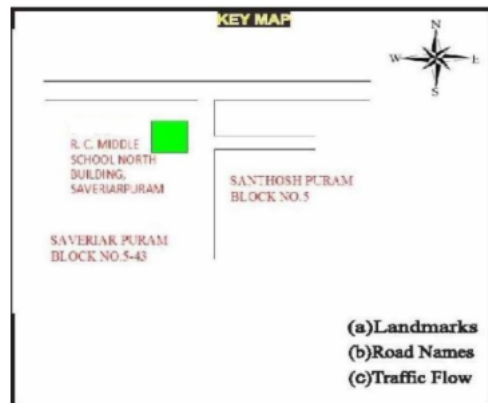 KEY MAP
N
W
E
S
R. C. MIDDLE
SCHOOL NORTH
BUILDING,
SAVERIARPURAM
SANTHOSH PURAM
BLOCK NO.5
SAVERIAR PURAM
BLOCK NO.5-43
(a)Landmarks
(b)Road Names
(c)Traffic Flow